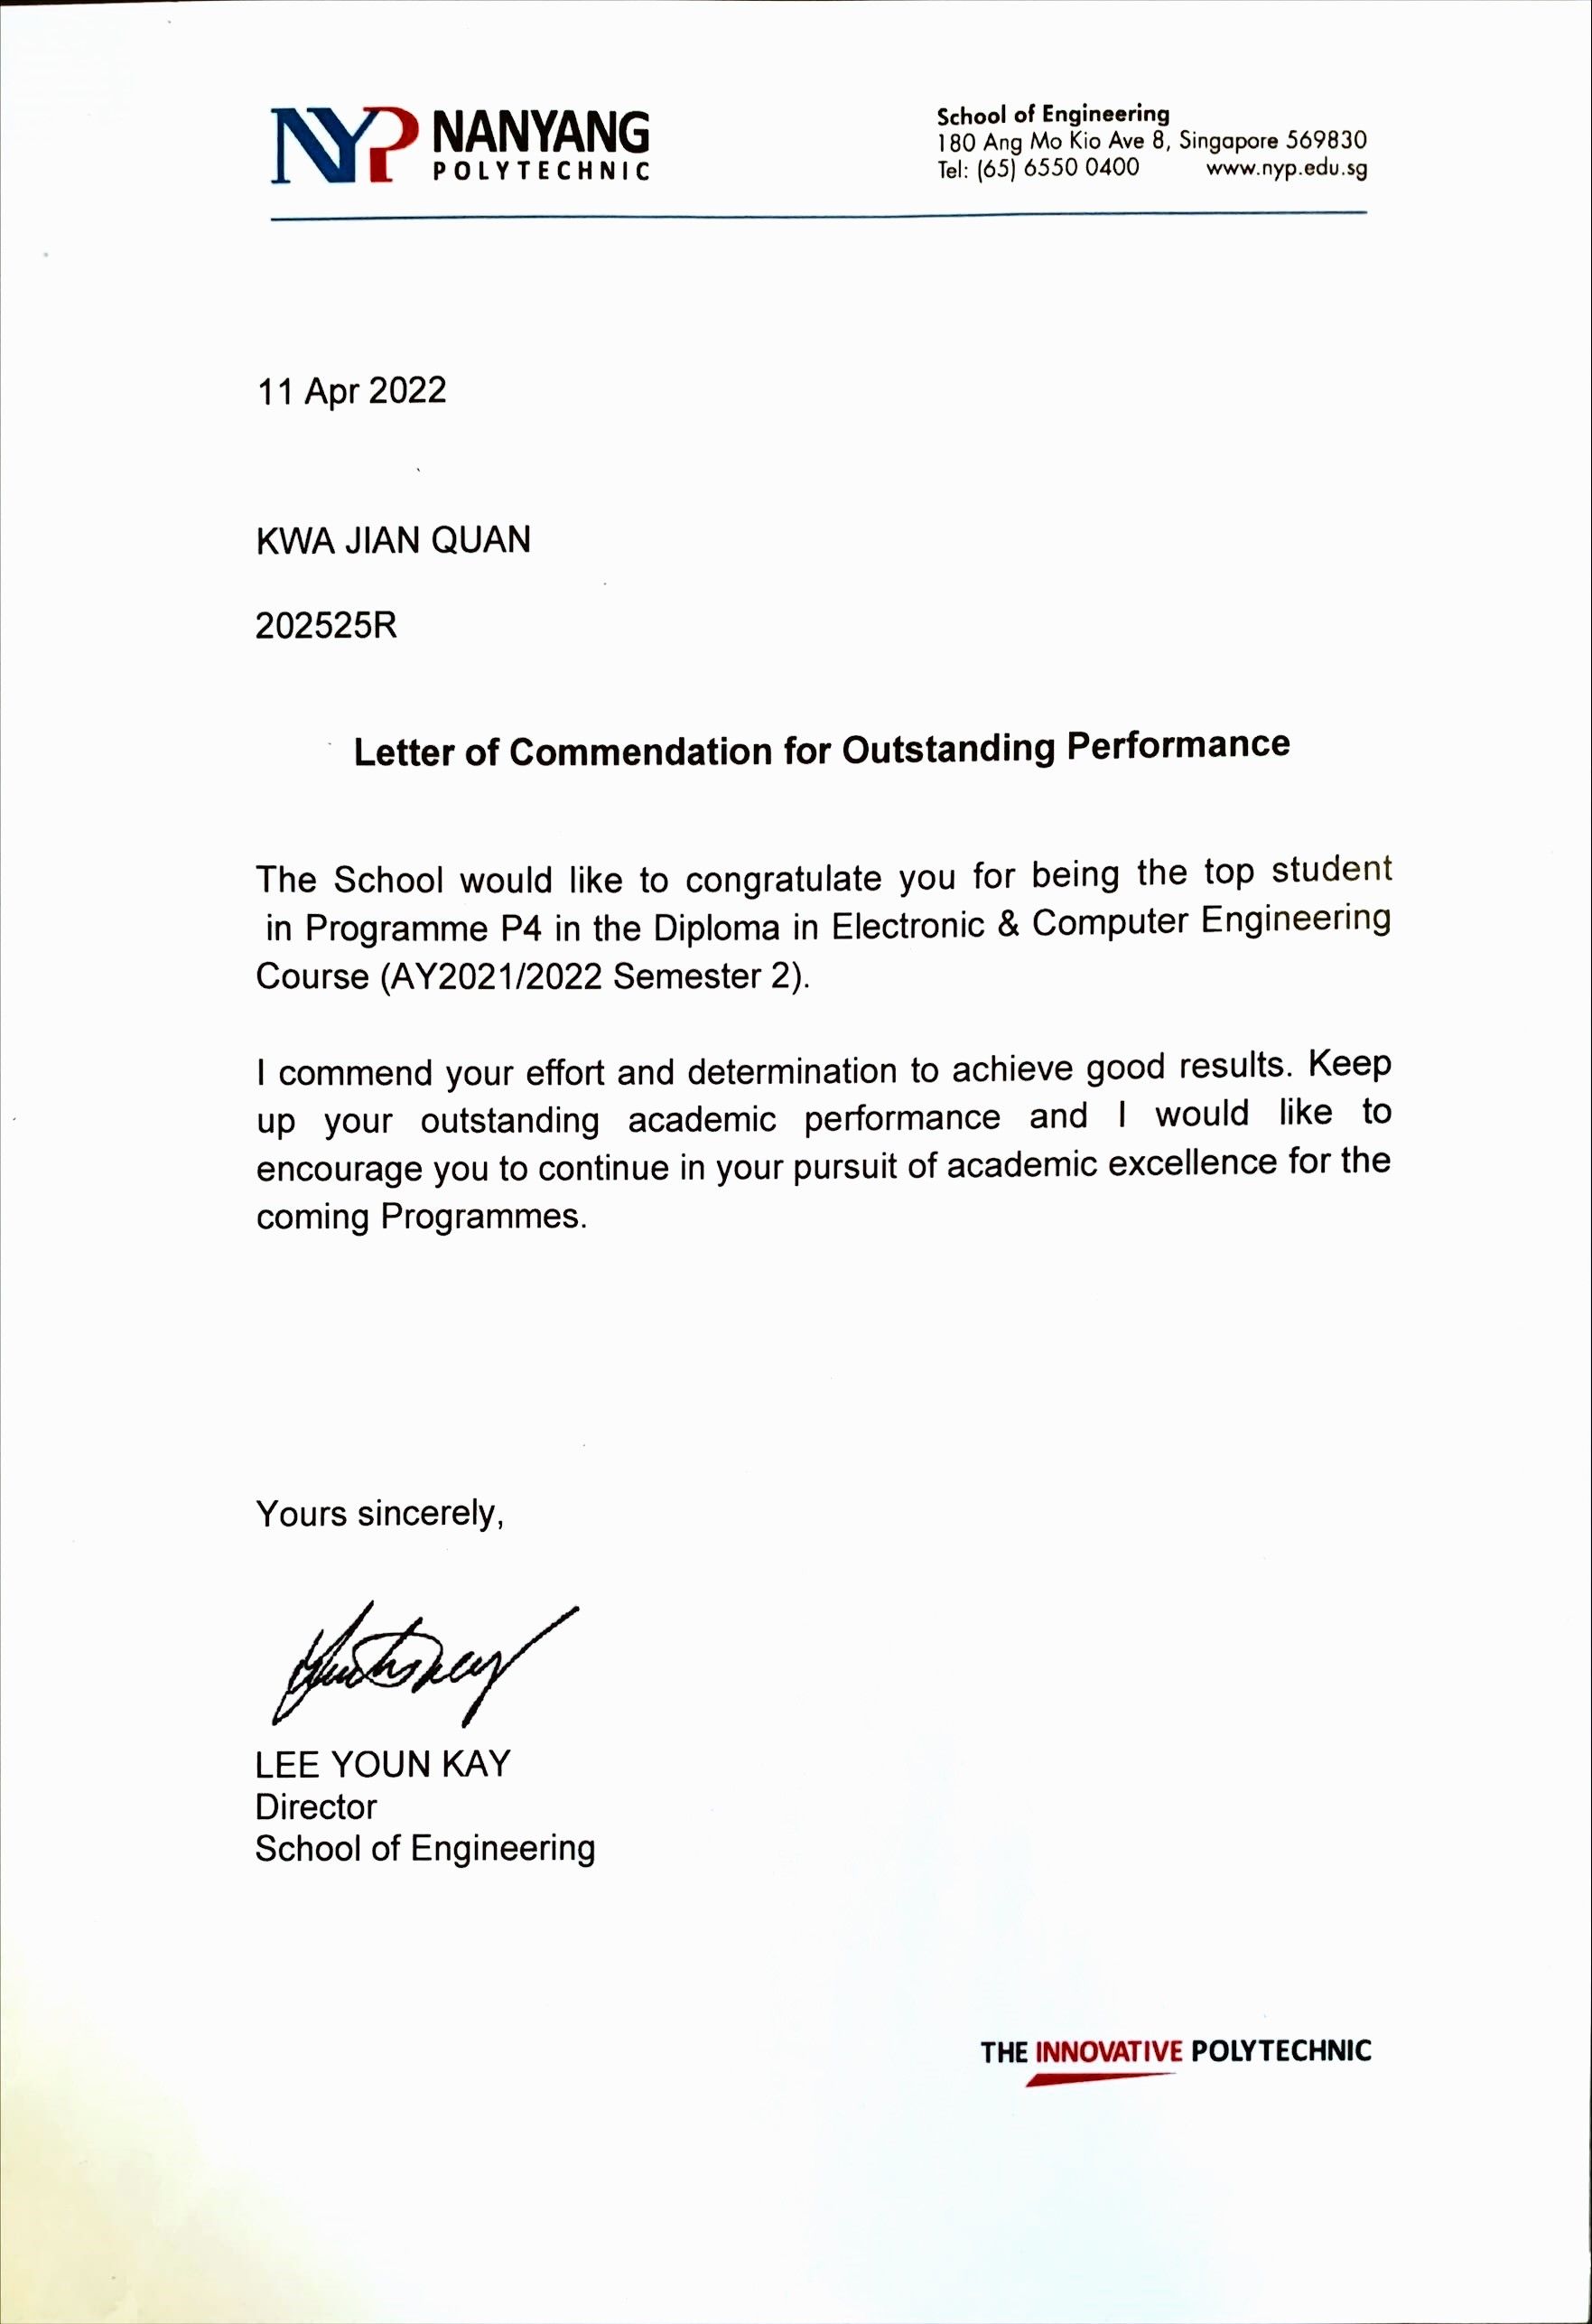 NYP NANYANG
POLYTECHNIC
School of Engineering
180 Ang Mo Kio Ave 8, Singapore 569830
Tel: (65) 6550 0400 www.nyp.edu.sg
11 Apr 2022
KWA JIAN QUAN
202525R
Letter of Commendation for Outstanding Performance
The School would like to congratulate you for being the top student
in Programme P4 in the Diploma in Electronic & Computer Engineering
Course (AY2021/2022 Semester 2).
I commend your effort and determination to achieve good results. Keep
up your outstanding academic performance and I would like to
encourage you to continue in your pursuit of academic excellence for the
coming Programmes.
Yours sincerely,
LEE YOUN KAY
Director
School of Engineering
THE INNOVATIVE POLYTECHNIC